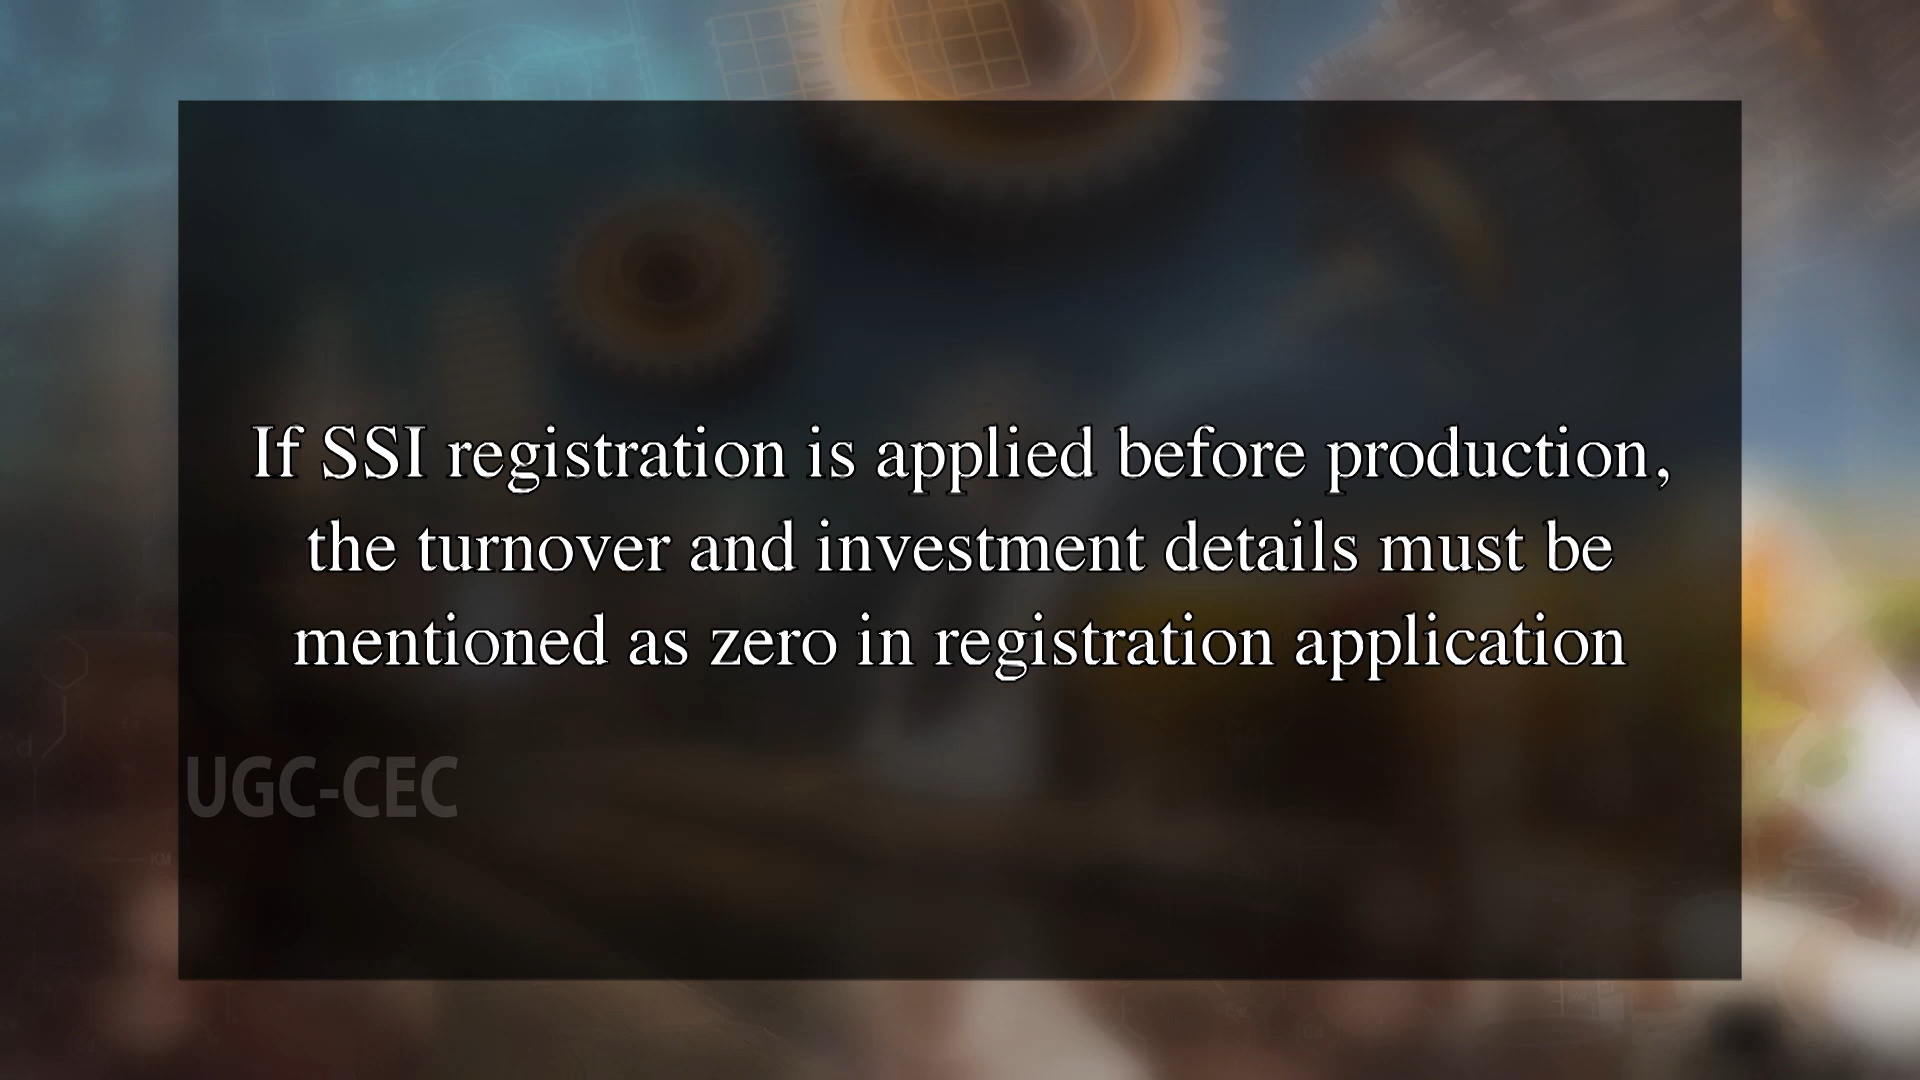 If SSI registration is applied before production,
the turnover and investment details must be
mentioned as zero in registration application
UGC-CEC